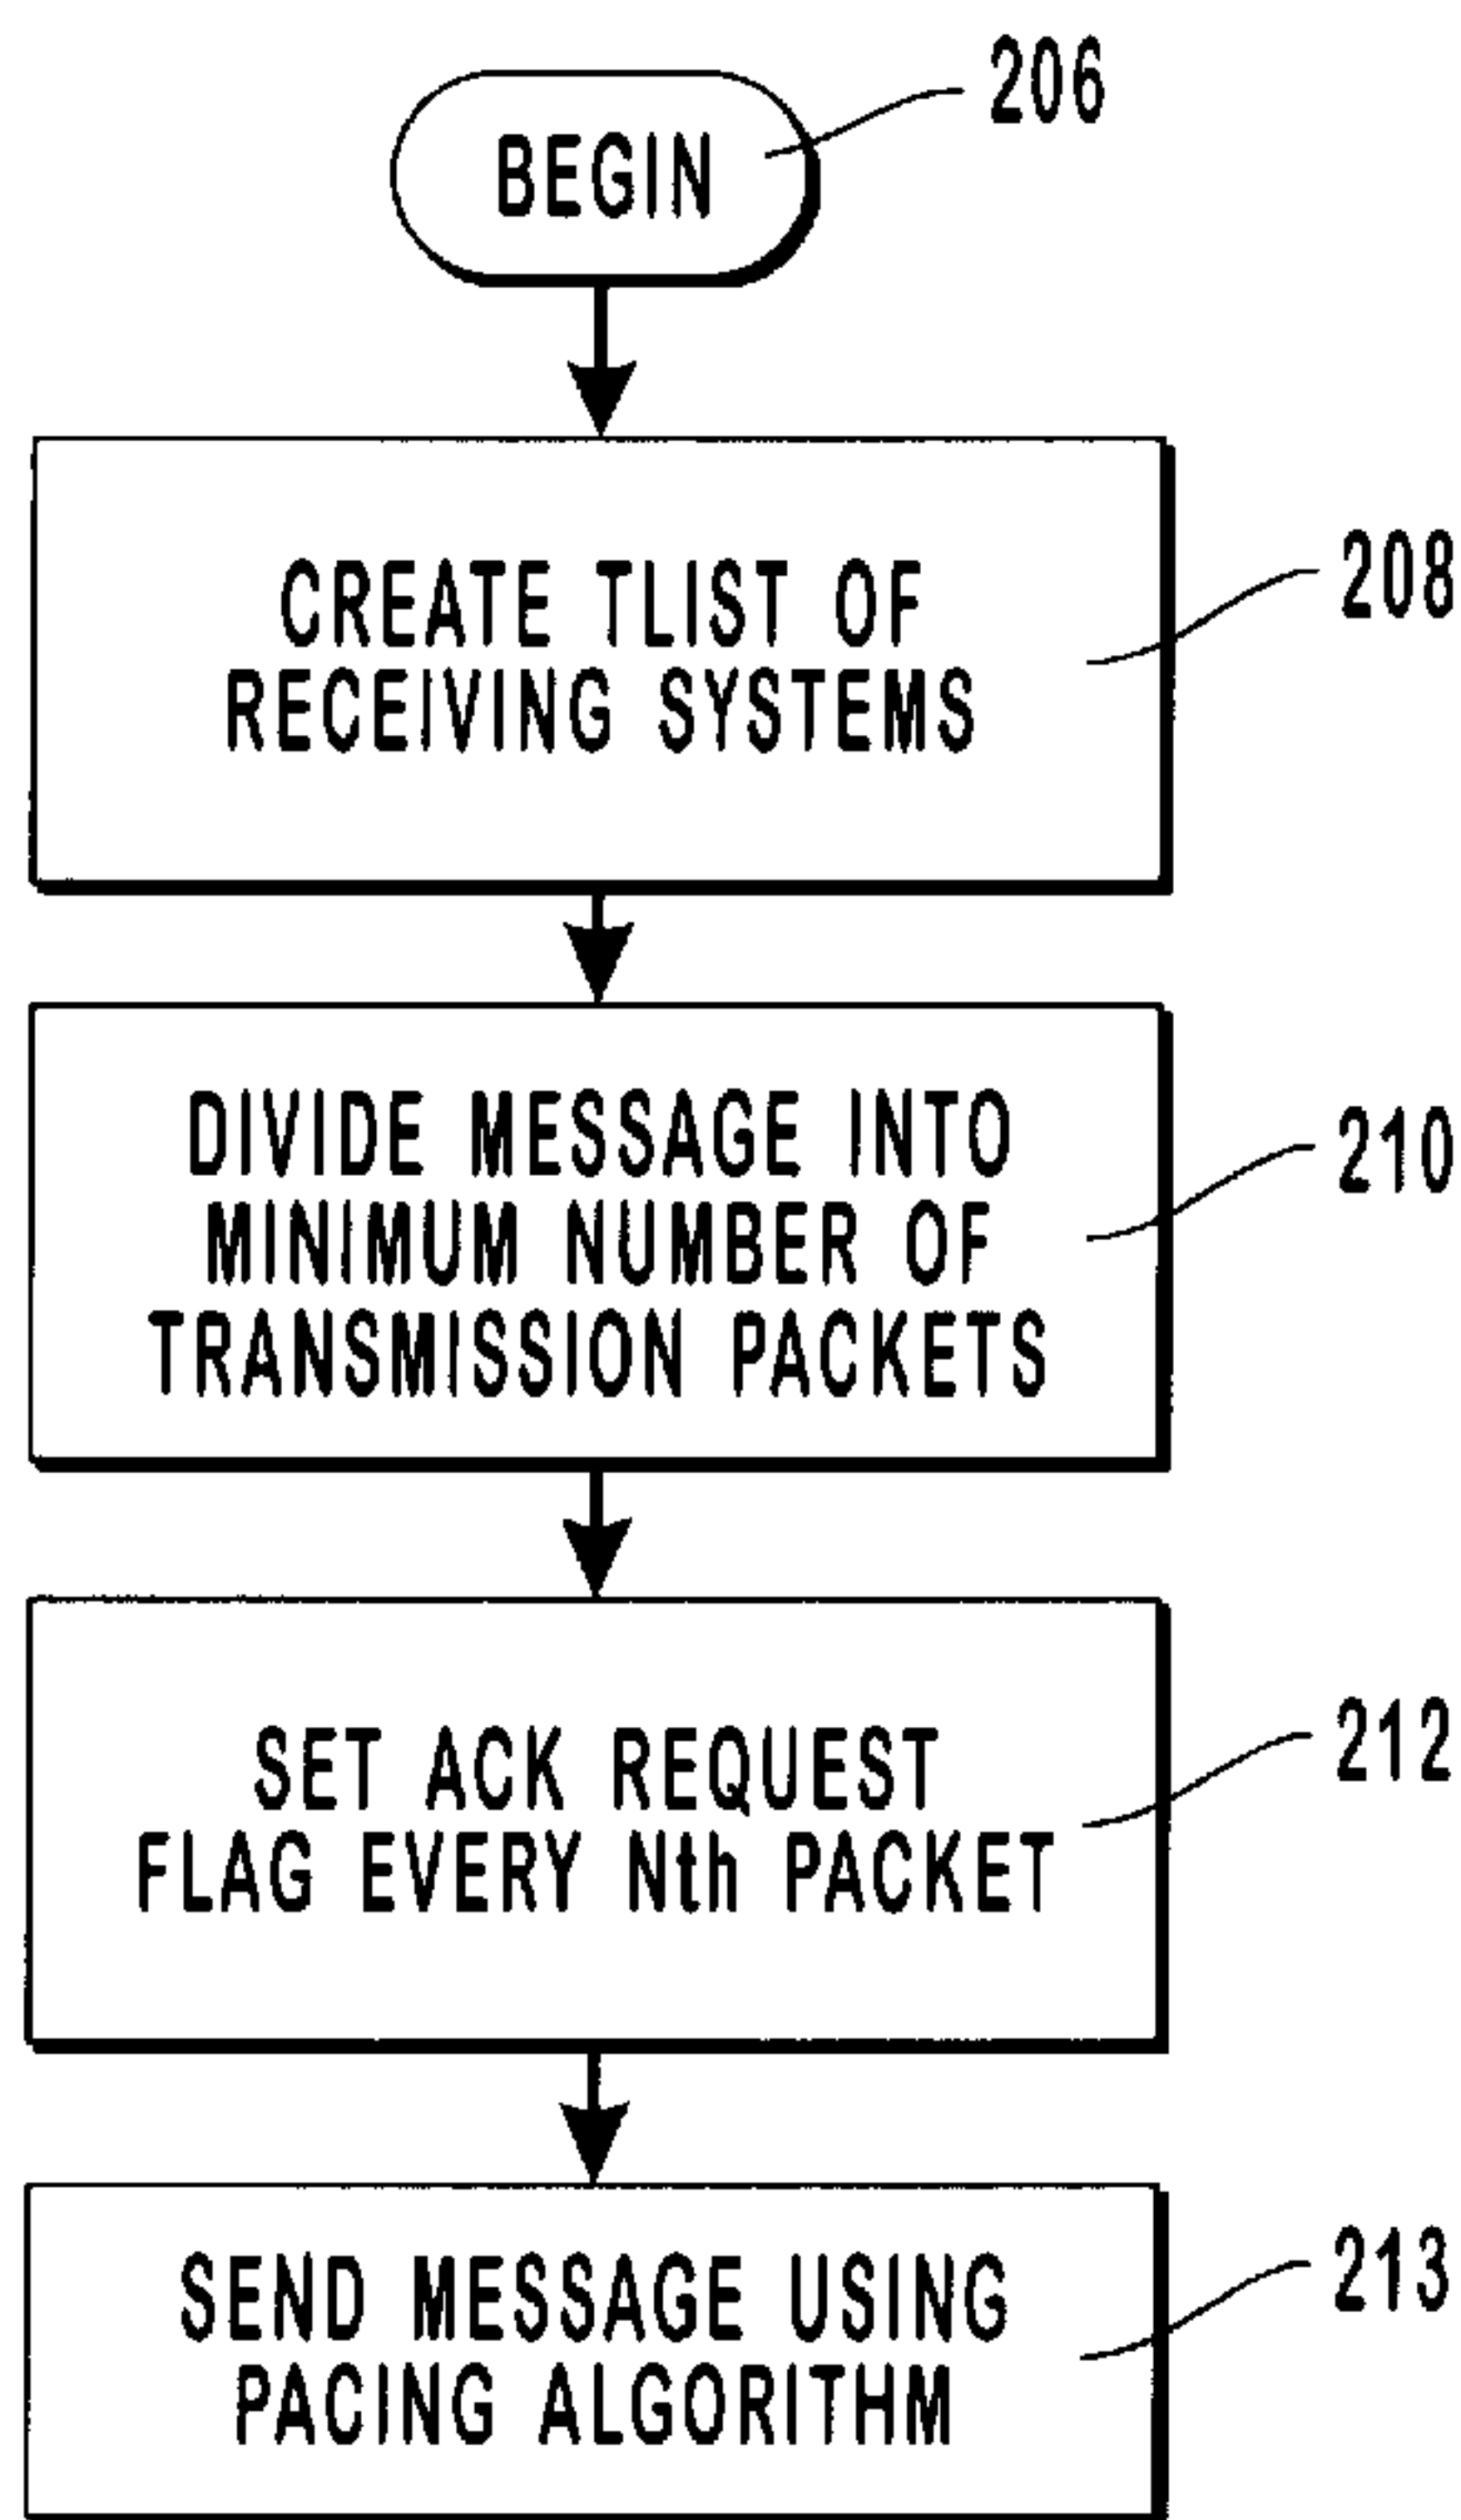 206
BEGIN
CREATE TLIST OF
RECEIVING SYSTEMS
208
DIVIDE MESSAGE INTO
MINIMUM NUMBER OF
TRANSMISSION PACKETS
210
SET ACK REQUEST
FLAG EVERY Nth PACKET
212
SEND MESSAGE USING
PACING ALGORITHM
213